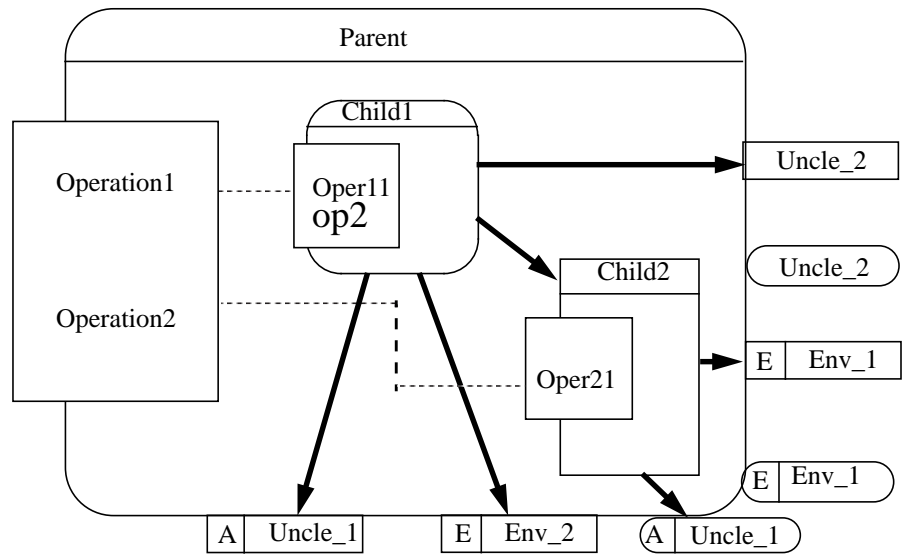 Parent
Child1
Operation1
Oper11
op2
Uncle_2
Uncle_2
Child2
Operation2
Oper21
E Env_1
E Env_1
A Uncle_1
E Env_2
A Uncle_1